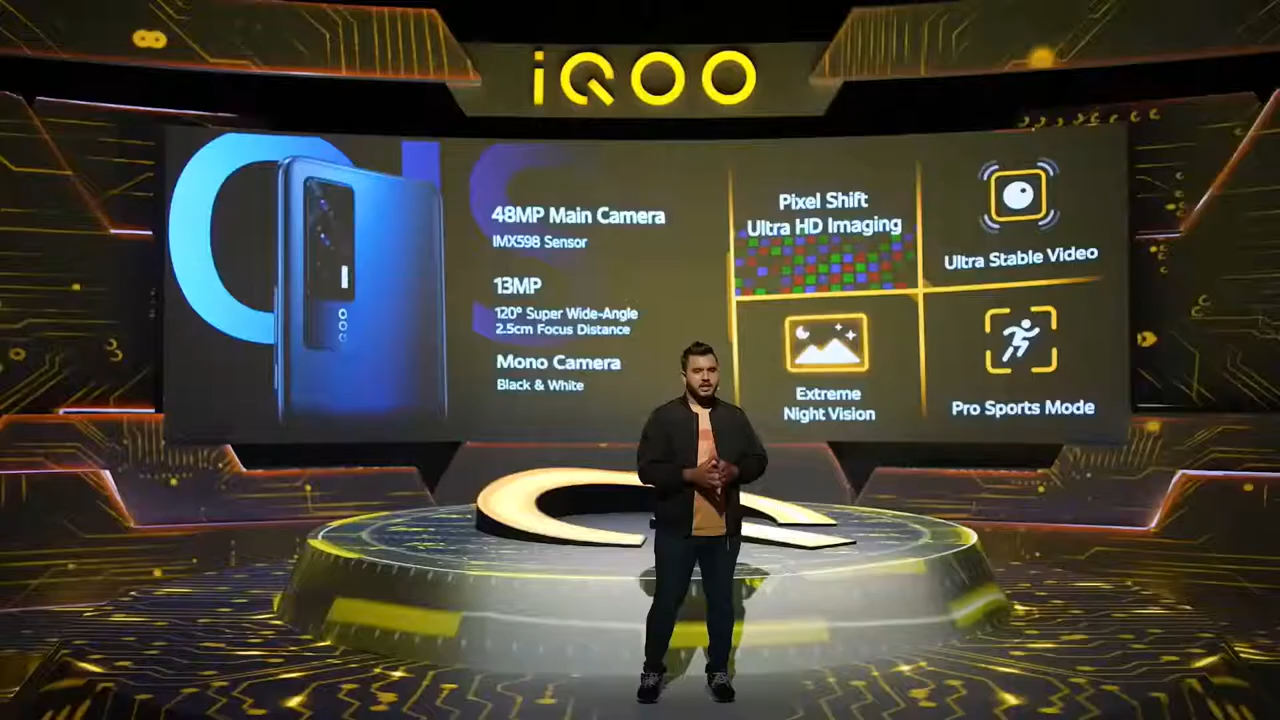 iQOO
OIS
48MP Main Camera
IMX598 Sensor
13MP
120° Super Wide-Angle
2.5cm Focus Distance
Mono Camera
Black & White
Pixel Shift
Ultra HD Imaging
Ultra Stable Video
Extreme
Night Vision
Pro Sports Mode